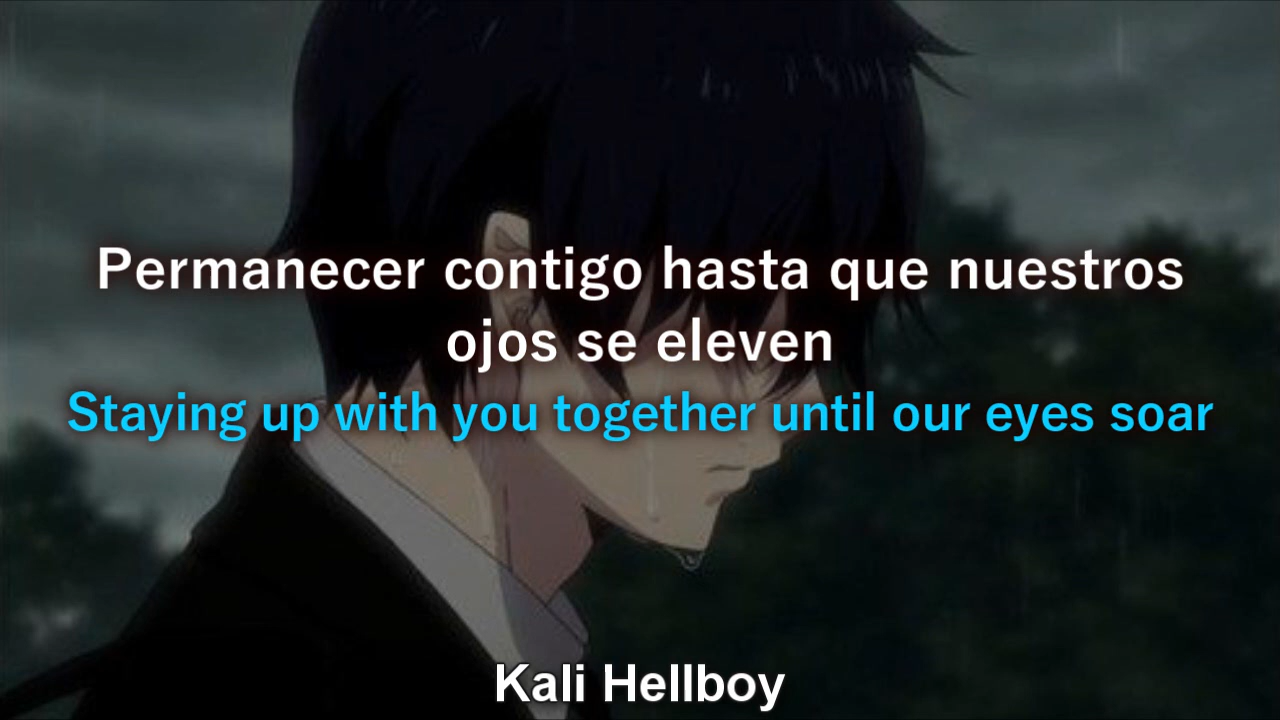 Permanecer contigo hasta que nuestros
ojos se eleven
Staying up with you together until our eyes soar
Kali Hellboy